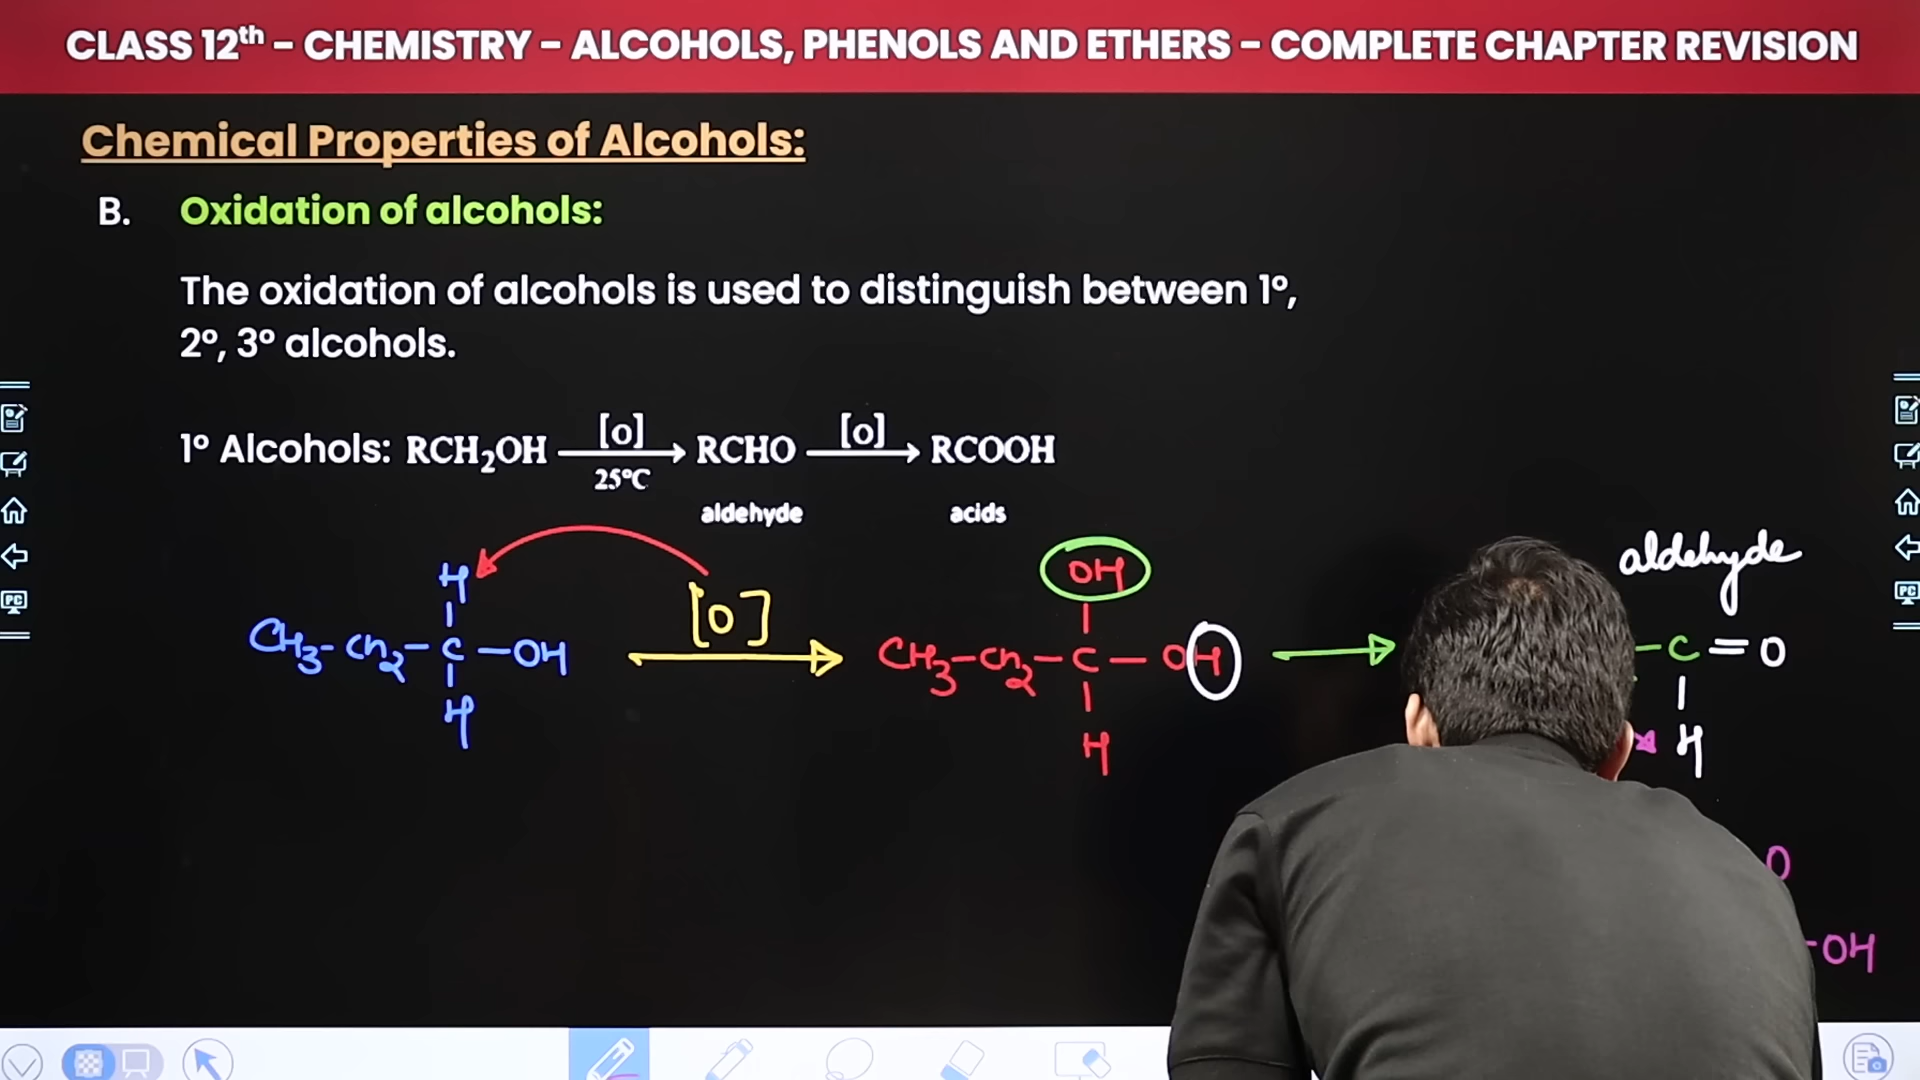 CLASS 12th – CHEMISTRY – ALCOHOLS, PHENOLS AND ETHERS – COMPLETE CHAPTER REVISION
Chemical Properties of Alcohols:
B. Oxidation of alcohols:
The oxidation of alcohols is used to distinguish between 1°,
2°, 3° alcohols.
[O] [O]
1° Alcohols: RCH₂OH → RCHO → RCOOH
25°C
aldehyde acids
aldehyde
H [O] OH
CH₃-CH₂-C-OH → CH₃-CH₂-C-OH → -C=O
H H H
O
-OH
PC PC